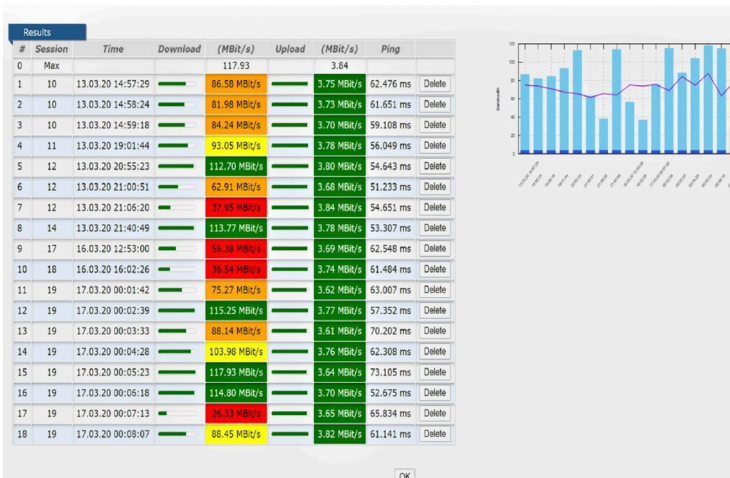 Results
# Session Time Download (MBit/s) Upload (MBit/s) Ping
0 Max 117.93 3.84
1 10 13.03.20 14:57:29 86.58 MBit/s 3.75 MBit/s 62.476 ms Delete
2 10 13.03.20 14:58:24 81.98 MBit/s 3.73 MBit/s 61.651 ms Delete
3 10 13.03.20 14:59:18 84.24 MBit/s 3.70 MBit/s 59.108 ms Delete
4 11 13.03.20 19:01:44 93.05 MBit/s 3.78 MBit/s 56.049 ms Delete
5 12 13.03.20 20:55:23 112.70 MBit/s 3.80 MBit/s 54.643 ms Delete
6 12 13.03.20 21:00:51 62.91 MBit/s 3.68 MBit/s 51.233 ms Delete
7 12 13.03.20 21:06:20 37.95 MBit/s 3.84 MBit/s 54.651 ms Delete
8 14 13.03.20 21:40:49 113.77 MBit/s 3.78 MBit/s 53.307 ms Delete
9 17 16.03.20 12:53:00 56.38 MBit/s 3.69 MBit/s 62.548 ms Delete
10 18 16.03.20 16:02:26 36.54 MBit/s 3.74 MBit/s 61.484 ms Delete
11 19 17.03.20 00:01:42 75.27 MBit/s 3.62 MBit/s 63.007 ms Delete
12 19 17.03.20 00:02:39 115.25 MBit/s 3.77 MBit/s 57.352 ms Delete
13 19 17.03.20 00:03:33 88.14 MBit/s 3.61 MBit/s 70.202 ms Delete
14 19 17.03.20 00:04:28 103.98 MBit/s 3.76 MBit/s 62.308 ms Delete
15 19 17.03.20 00:05:23 117.93 MBit/s 3.64 MBit/s 73.105 ms Delete
16 19 17.03.20 00:06:18 114.80 MBit/s 3.70 MBit/s 52.675 ms Delete
17 19 17.03.20 00:07:13 26.33 MBit/s 3.65 MBit/s 65.834 ms Delete
18 19 17.03.20 00:08:07 88.45 MBit/s 3.82 MBit/s 61.141 ms Delete
OK
120
100
80
60
40
20
0